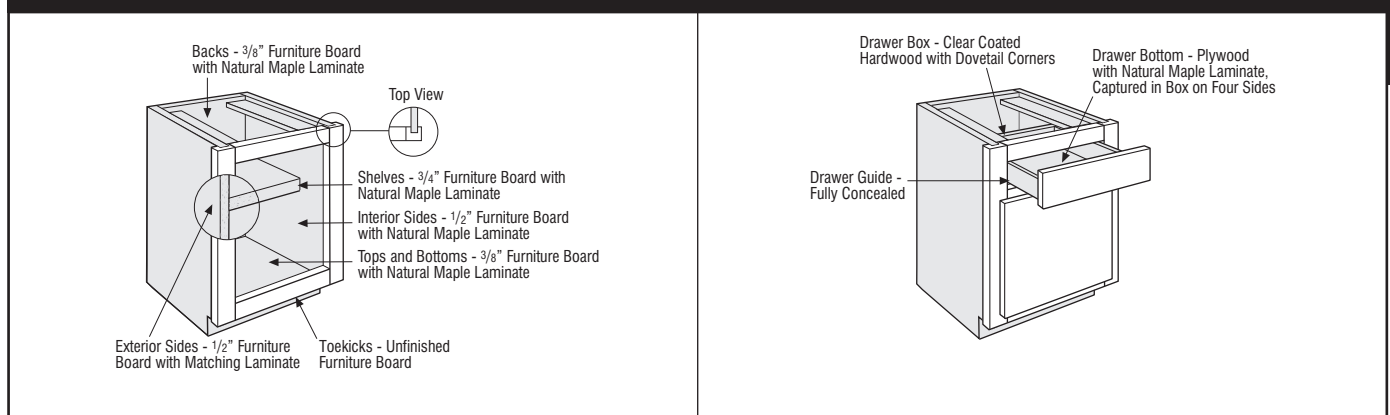 Backs - 3/8” Furniture Board
with Natural Maple Laminate
Top View
Shelves - 3/4” Furniture Board with
Natural Maple Laminate
Interior Sides - 1/2” Furniture Board
with Natural Maple Laminate
Tops and Bottoms - 3/8” Furniture Board
with Natural Maple Laminate
Exterior Sides - 1/2” Furniture
Board with Matching Laminate
Toekicks - Unfinished
Furniture Board
Drawer Box - Clear Coated
Hardwood with Dovetail Corners
Drawer Bottom - Plywood
with Natural Maple Laminate,
Captured in Box on Four Sides
Drawer Guide -
Fully Concealed